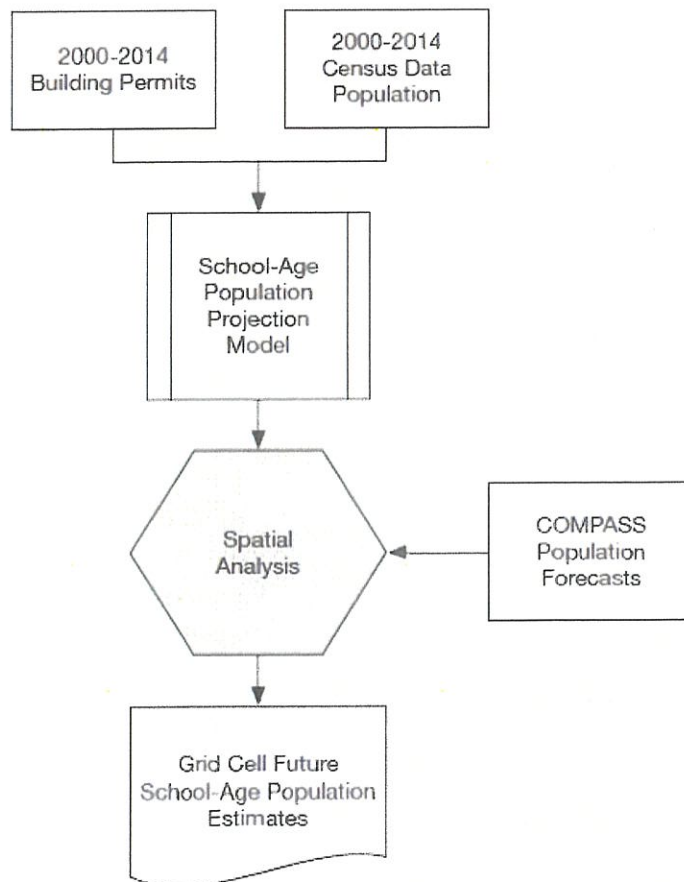 2000-2014
Building Permits
2000-2014
Census Data
Population
School-Age
Population
Projection
Model
Spatial
Analysis
COMPASS
Population
Forecasts
Grid Cell Future
School-Age Population
Estimates